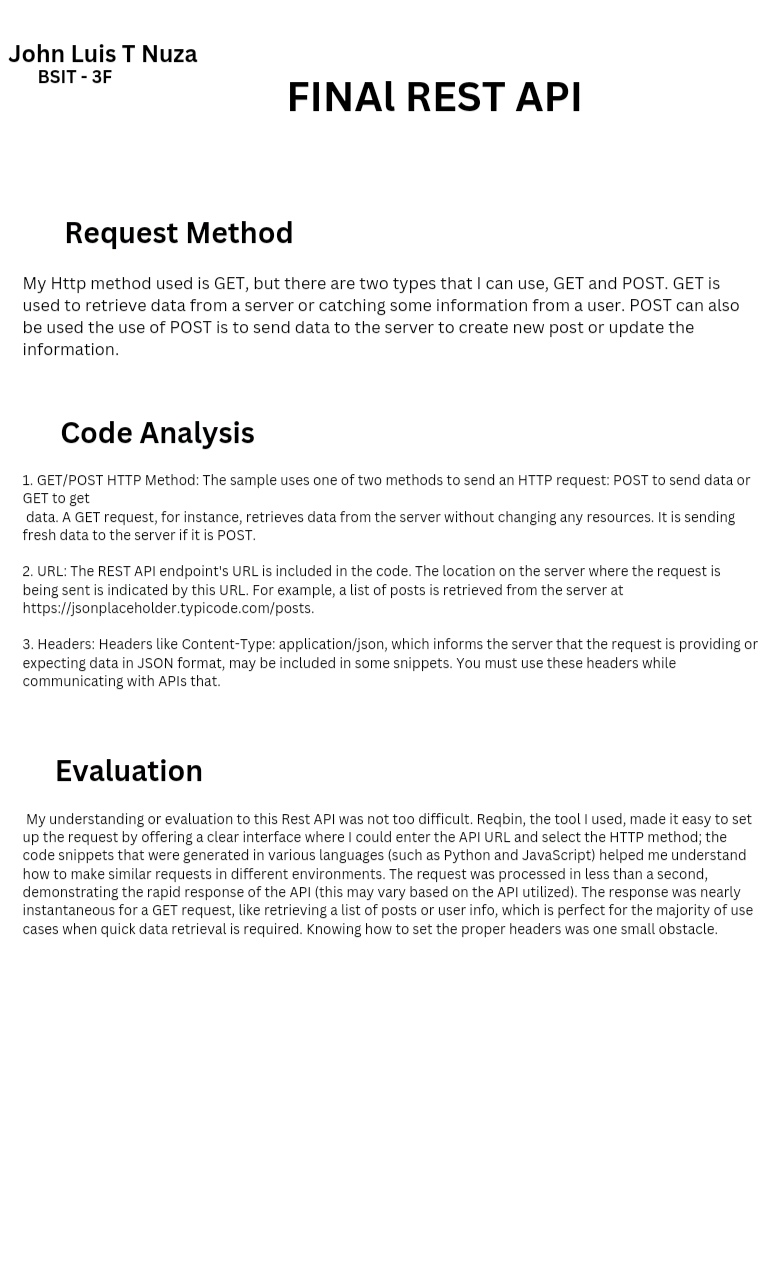 John Luis T Nuza
BSIT - 3F
FINAl REST API
Request Method
My Http method used is GET, but there are two types that I can use, GET and POST. GET is
used to retrieve data from a server or catching some information from a user. POST can also
be used the use of POST is to send data to the server to create new post or update the
information.
Code Analysis
1. GET/POST HTTP Method: The sample uses one of two methods to send an HTTP request: POST to send data or
GET to get
data. A GET request, for instance, retrieves data from the server without changing any resources. It is sending
fresh data to the server if it is POST.
2. URL: The REST API endpoint's URL is included in the code. The location on the server where the request is
being sent is indicated by this URL. For example, a list of posts is retrieved from the server at
https://jsonplaceholder.typicode.com/posts.
3. Headers: Headers like Content-Type: application/json, which informs the server that the request is providing or
expecting data in JSON format, may be included in some snippets. You must use these headers while
communicating with APIs that.
Evaluation
My understanding or evaluation to this Rest API was not too difficult. Reqbin, the tool I used, made it easy to set
up the request by offering a clear interface where I could enter the API URL and select the HTTP method; the
code snippets that were generated in various languages (such as Python and JavaScript) helped me understand
how to make similar requests in different environments. The request was processed in less than a second,
demonstrating the rapid response of the API (this may vary based on the API utilized). The response was nearly
instantaneous for a GET request, like retrieving a list of posts or user info, which is perfect for the majority of use
cases when quick data retrieval is required. Knowing how to set the proper headers was one small obstacle.